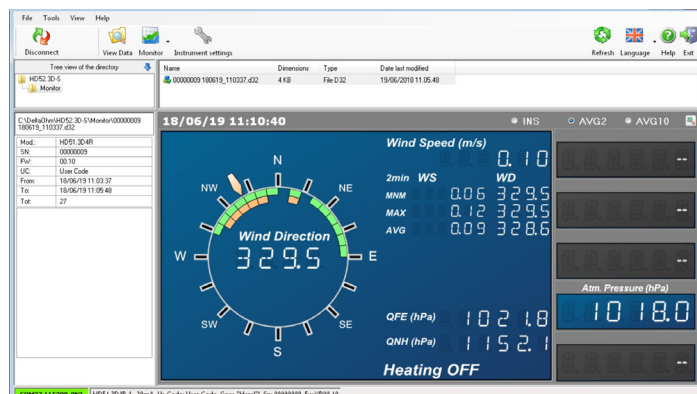 File Tools View Help
Disconnect View Data Monitor Instrument settings Refresh Language Help Exit
Tree view of the directory
HD52.3D-S
Monitor
Name Dimensions Type Date last modified
00000009 180619_110337.d32 4 KB File D32 19/06/2018 11.05.48
C:\DeltaOhm\HD52.3D-S\Monitor\00000009
180619_110337.d32
Mod.: HD51.3D4R
SN: 00000009
FW: 00.10
UC: User Code
From: 18/06/19 11:03:37
To: 18/06/19 11:05:48
Tot: 27
18/06/19 11:10:40 INS AVG2 AVG10
N
NE
E
SE
S
SW
W
NW
Wind Direction
329.5
Wind Speed (m/s)
0.10
2min WS WD
MNM 0.06 329.5
MAX 0.12 329.5
AVG 0.09 328.6
QFE (hPa) 1021.8
QNH (hPa) 1152.1
Heating OFF
--
--
--
Atm. Pressure (hPa)
1018.0
--